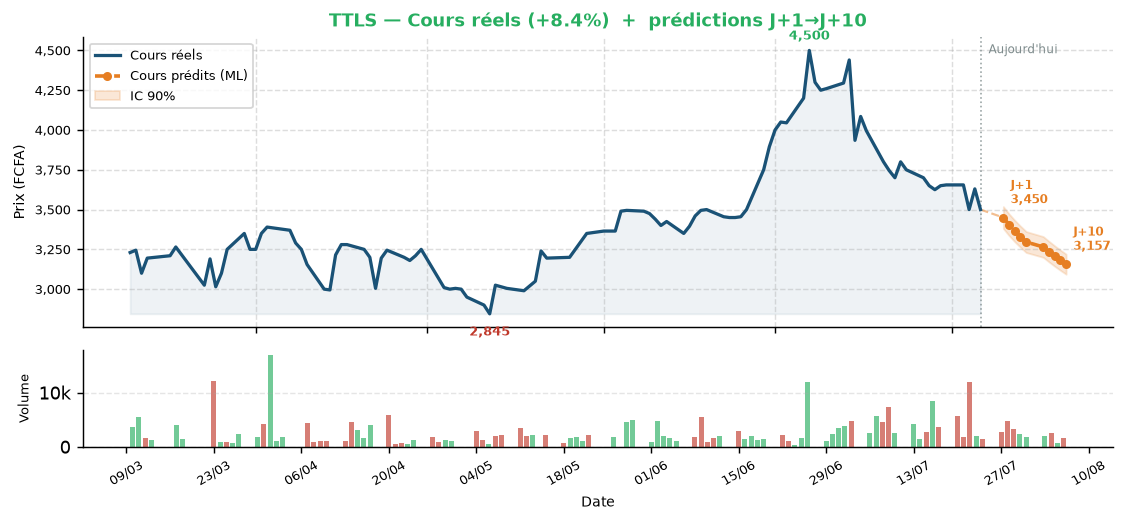 TTLS — Cours réels (+8.4%)  +  prédictions J+1→J+10
4,500
Aujourd'hui
Cours réels
Cours prédits (ML)
IC 90%
4,500
4,250
4,000
3,750
3,500
3,250
3,000
Prix (FCFA)
J+1
3,450
J+10
3,157
2,845
10k
0
Volume
09/03
23/03
06/04
20/04
04/05
18/05
01/06
15/06
29/06
13/07
27/07
10/08
Date